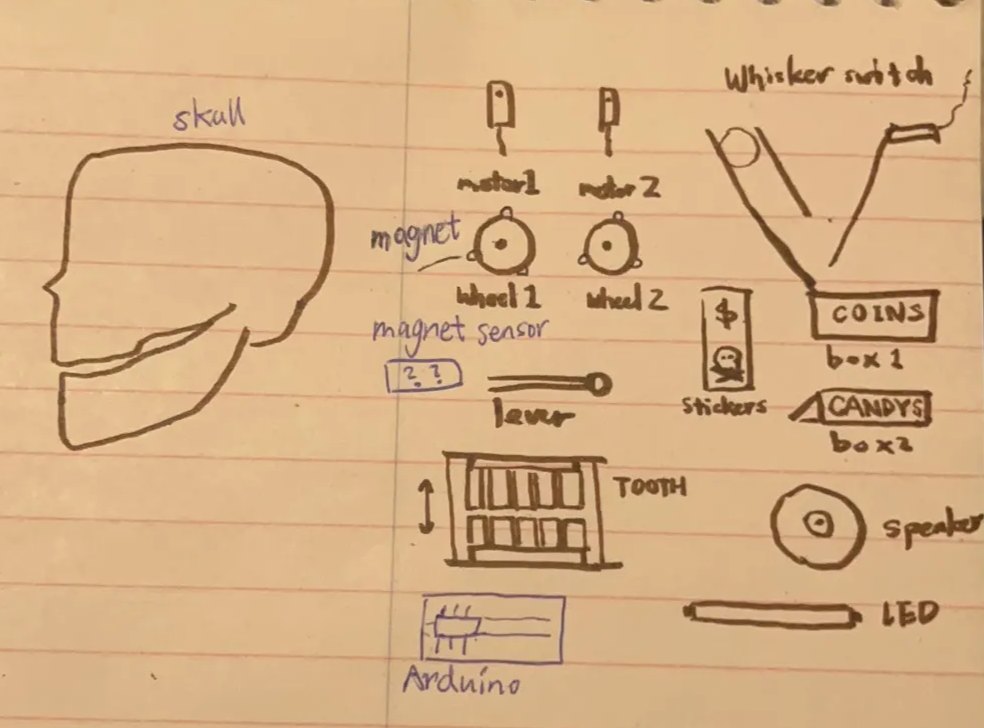 skull
Whisker switch
motor1
motor 2
magnet
Wheel 1
Wheel 2
magnet sensor
? ?
$
COINS
box 1
stickers
lever
CANDYS
box2
TOOTH
speaker
LED
Arduino